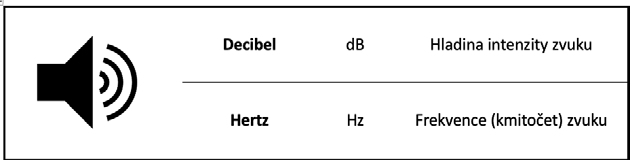 Decibel dB Hladina intenzity zvuku
Hertz Hz Frekvence (kmitočet) zvuku